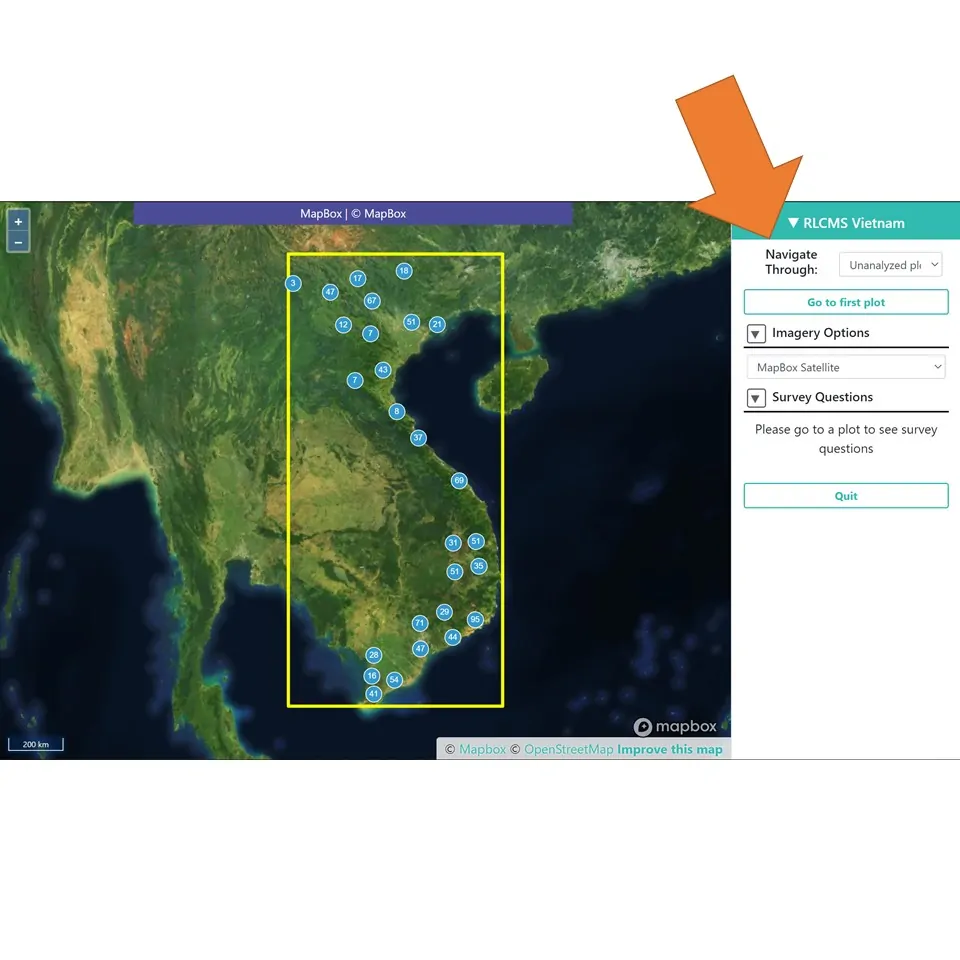 +
–
MapBox | © MapBox
▼ RLCMS Vietnam
Navigate
Through:
Unanalyzed pl
Go to first plot
▼ Imagery Options
MapBox Satellite
▼ Survey Questions
Please go to a plot to see survey
questions
Quit
18
17
3
47
67
12
51
21
7
43
7
8
37
69
31
51
51
35
29
71
95
44
47
28
16
54
41
200 km
mapbox
© Mapbox © OpenStreetMap Improve this map